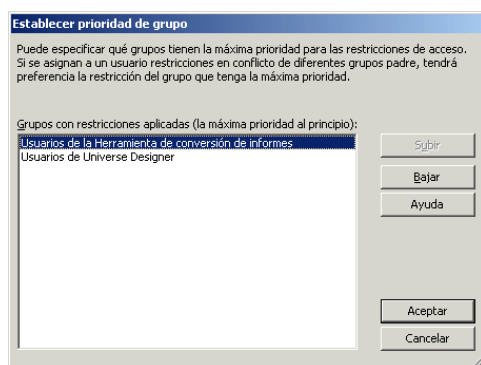 Establecer prioridad de grupo
Puede especificar qué grupos tienen la máxima prioridad para las restricciones de acceso.
Si se asignan a un usuario restricciones en conflicto de diferentes grupos padre, tendrá
preferencia la restricción del grupo que tenga la máxima prioridad.
Grupos con restricciones aplicadas (la máxima prioridad al principio):
Usuarios de la Herramienta de conversión de informes
Usuarios de Universe Designer
Subir
Bajar
Ayuda
Aceptar
Cancelar